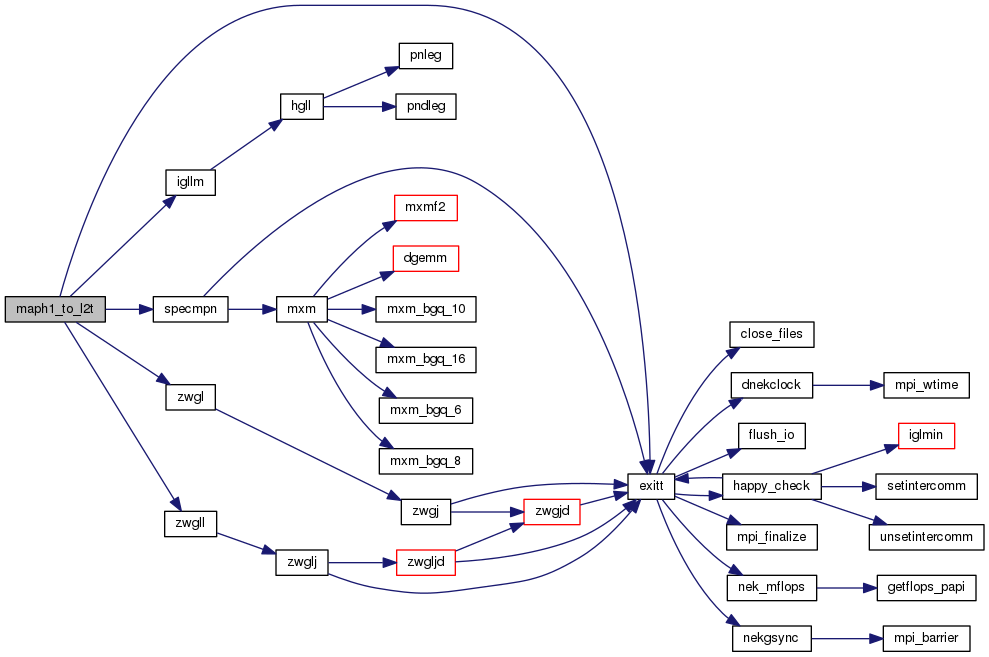 pnleg
hgll
pndleg
igllm
mxmf2
dgemm
maph1_to_l2t
specmpn
mxm
mxm_bgq_10
close_files
mxm_bgq_16
dnekclock
mpi_wtime
zwgl
mxm_bgq_6
flush_io
iglmin
mxm_bgq_8
exitt
happy_check
setintercomm
zwgj
zwgjd
zwgll
mpi_finalize
unsetintercomm
zwglj
zwgljd
nek_mflops
getflops_papi
nekgsync
mpi_barrier